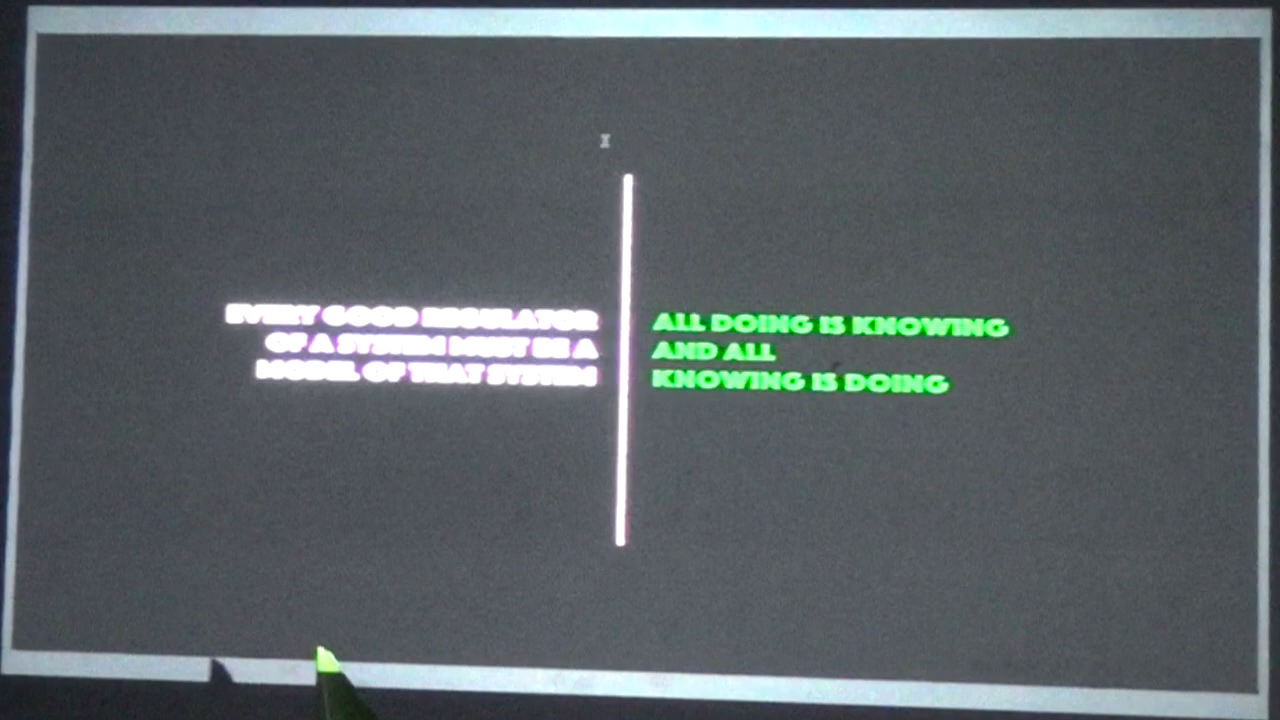 EVERY GOOD REGULATOR
OF A SYSTEM MUST BE A
MODEL OF THAT SYSTEM
ALL DOING IS KNOWING
AND ALL
KNOWING IS DOING